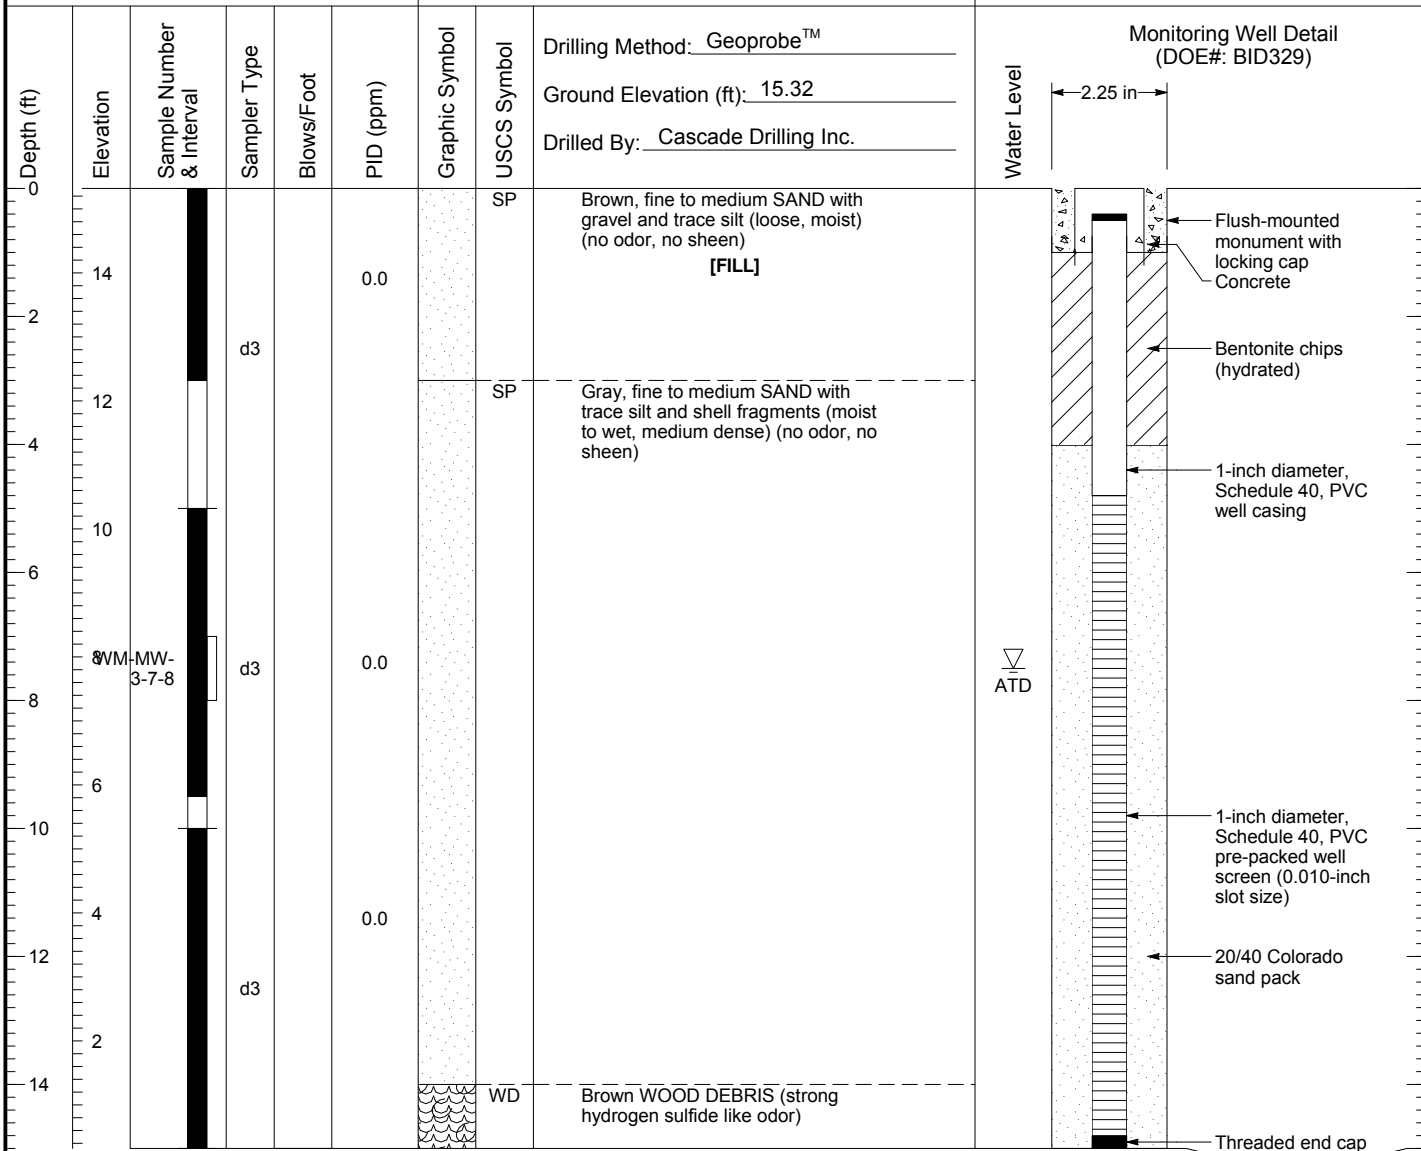 Depth (ft)
Elevation
Sample Number
& Interval
Sampler Type
Blows/Foot
PID (ppm)
Graphic Symbol
USCS Symbol
Drilling Method: Geoprobe™
Ground Elevation (ft): 15.32
Drilled By: Cascade Drilling Inc.
Water Level
Monitoring Well Detail
(DOE#: BID329)
2.25 in
0
SP
Brown, fine to medium SAND with
gravel and trace silt (loose, moist)
(no odor, no sheen)
[FILL]
Flush-mounted
monument with
locking cap
Concrete
14
0.0
2
d3
Bentonite chips
(hydrated)
12
SP
Gray, fine to medium SAND with
trace silt and shell fragments (moist
to wet, medium dense) (no odor, no
sheen)
4
1-inch diameter,
Schedule 40, PVC
well casing
10
6
8
WM-MW-
3-7-8
d3
0.0
ATD
8
6
10
1-inch diameter,
Schedule 40, PVC
pre-packed well
screen (0.010-inch
slot size)
4
0.0
12
20/40 Colorado
sand pack
d3
2
14
WD
Brown WOOD DEBRIS (strong
hydrogen sulfide like odor)
Threaded end cap